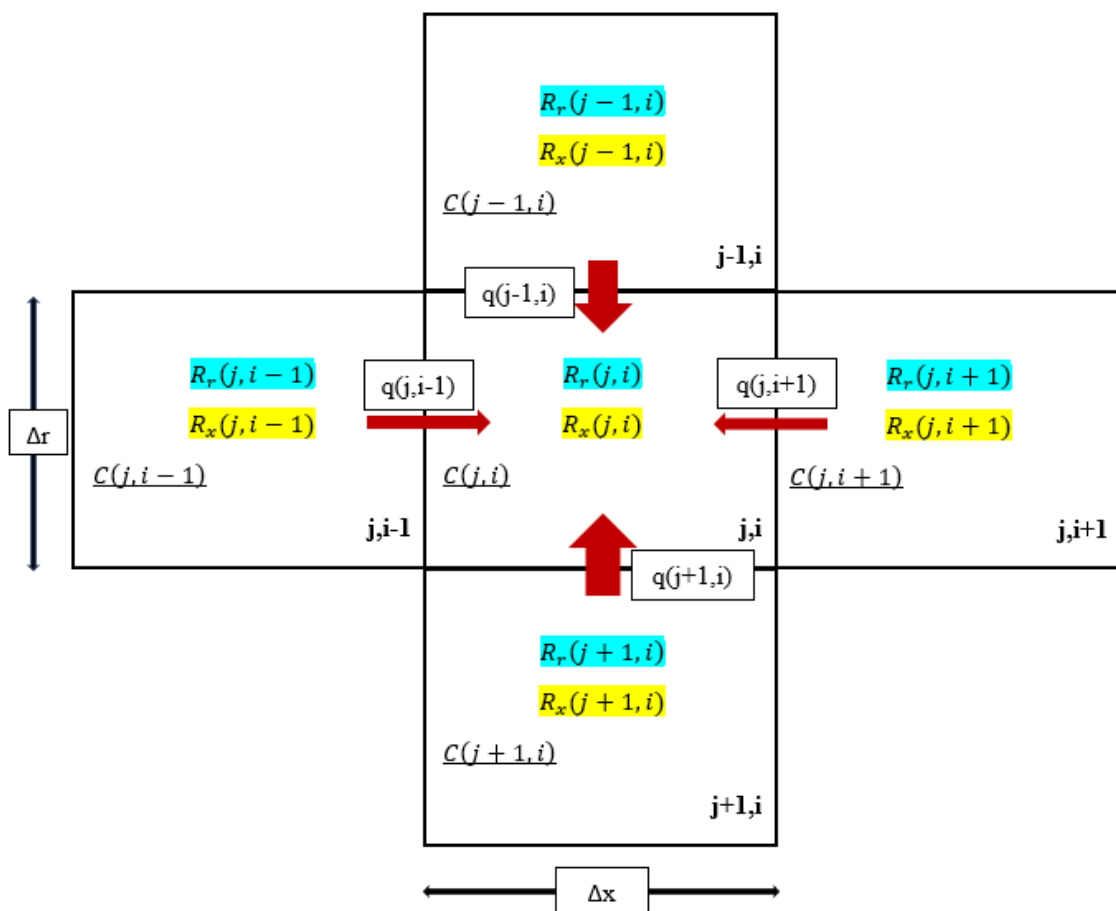 R_r(j − 1, i)
R_x(j − 1, i)
C(j − 1, i)
j-1,i
q(j-1,i)
R_r(j, i − 1)
q(j,i-1)
R_r(j, i)
q(j,i+1)
R_r(j, i + 1)
Δr
R_x(j, i − 1)
R_x(j, i)
R_x(j, i + 1)
C(j, i − 1)
C(j, i)
C(j, i + 1)
j,i-1
j,i
j,i+1
q(j+1,i)
R_r(j + 1, i)
R_x(j + 1, i)
C(j + 1, i)
j+1,i
Δx